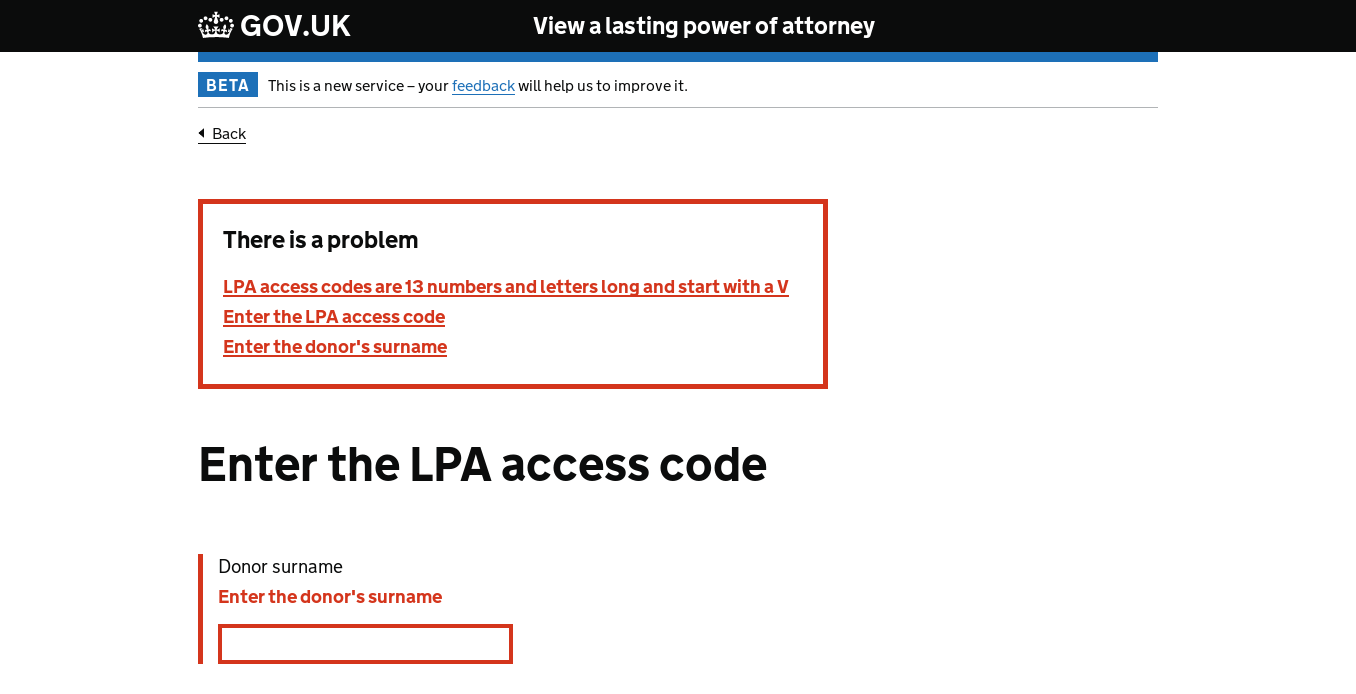 GOV.UK View a lasting power of attorney
BETA This is a new service – your feedback will help us to improve it.
Back
There is a problem
LPA access codes are 13 numbers and letters long and start with a V
Enter the LPA access code
Enter the donor's surname
Enter the LPA access code
Donor surname
Enter the donor's surname